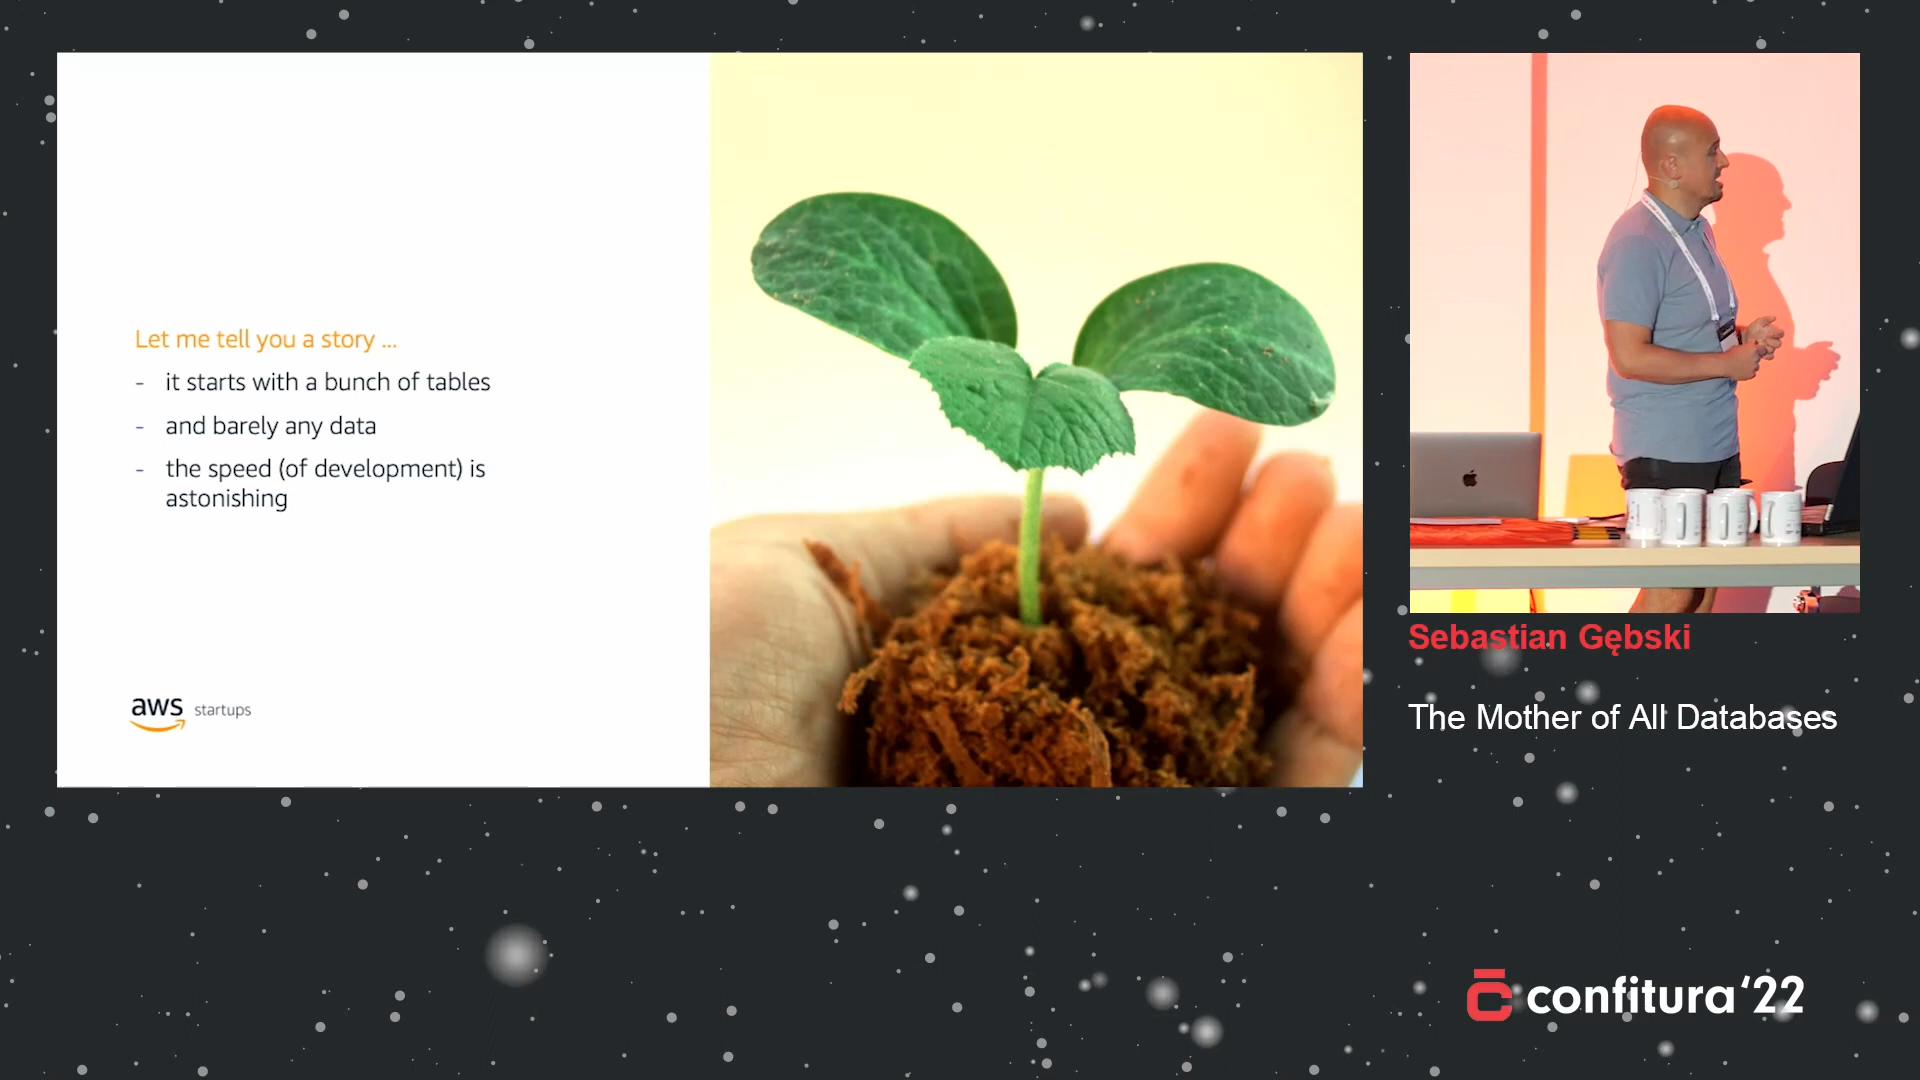 Let me tell you a story ...
- it starts with a bunch of tables
- and barely any data
- the speed (of development) is
astonishing
aws startups
Sebastian Gębski
The Mother of All Databases
confitura '22